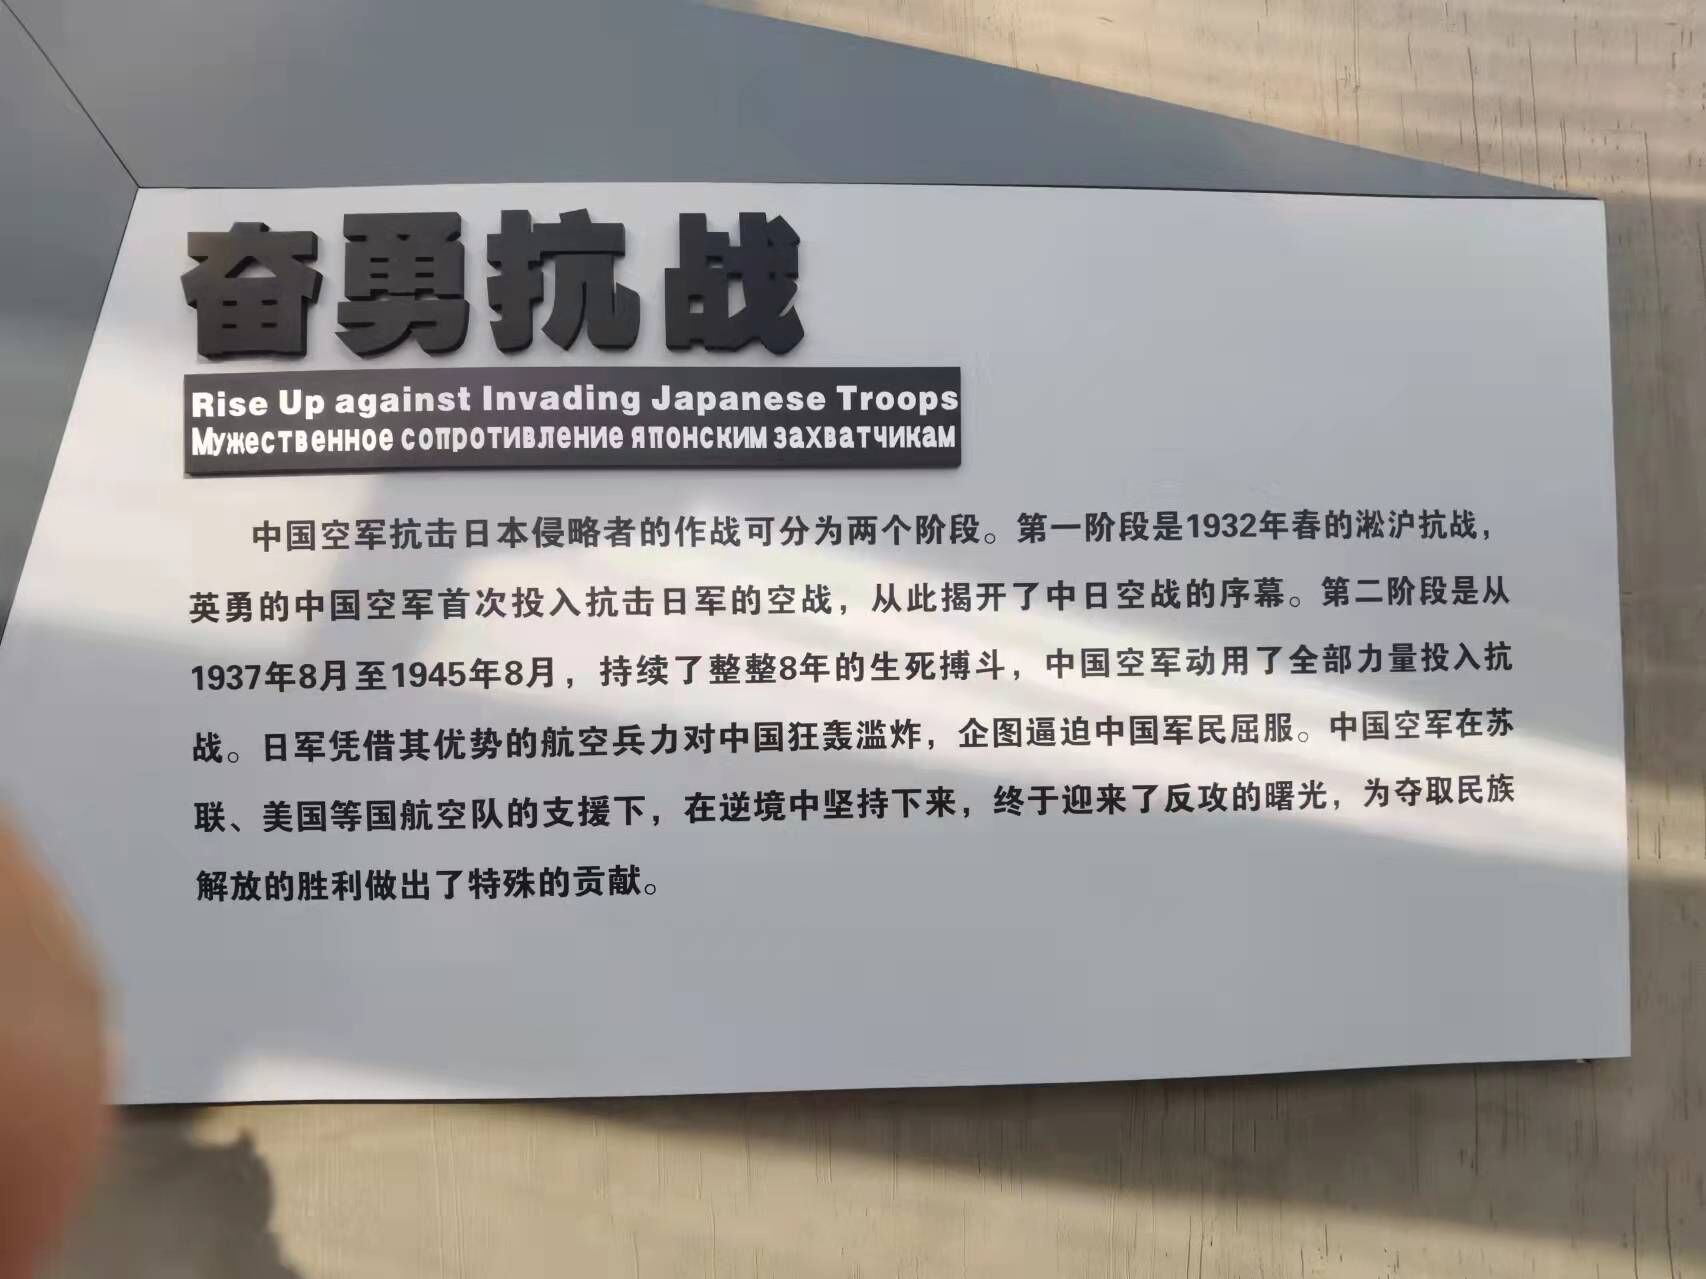 奋勇抗战
Rise Up against Invading Japanese Troops
Мужественное сопротивление японским захватчикам
中国空军抗击日本侵略者的作战可分为两个阶段。第一阶段是1932年春的淞沪抗战，
英勇的中国空军首次投入抗击日军的空战，从此揭开了中日空战的序幕。第二阶段是从
1937年8月至1945年8月，持续了整整8年的生死搏斗，中国空军动用了全部力量投入抗
战。日军凭借其优势的航空兵力对中国狂轰滥炸，企图逼迫中国军民屈服。中国空军在苏
联、美国等国航空队的支援下，在逆境中坚持下来，终于迎来了反攻的曙光，为夺取民族
解放的胜利做出了特殊的贡献。